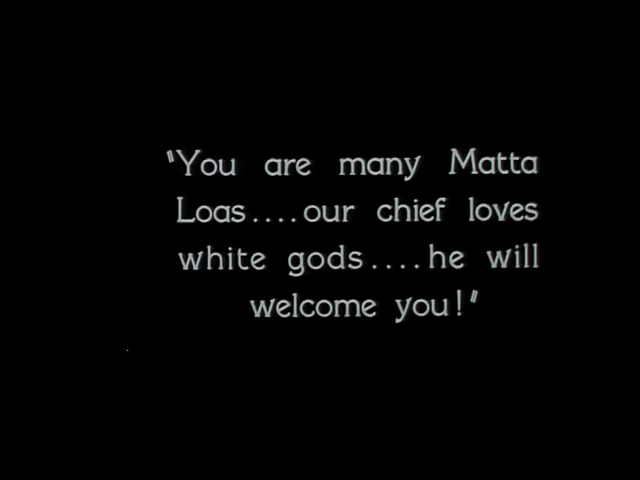 "You are many Matta
Loas....our chief loves
white gods....he will
welcome you!"